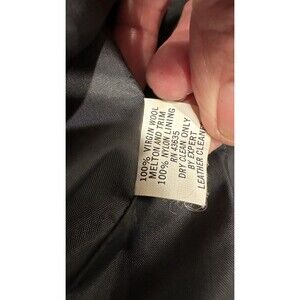 100% VIRGIN WOOL
MELTON AND TRIM
100% NYLON LINING
RN 43635
DRY CLEAN ONLY
BY EXPERT
LEATHER CLEANER